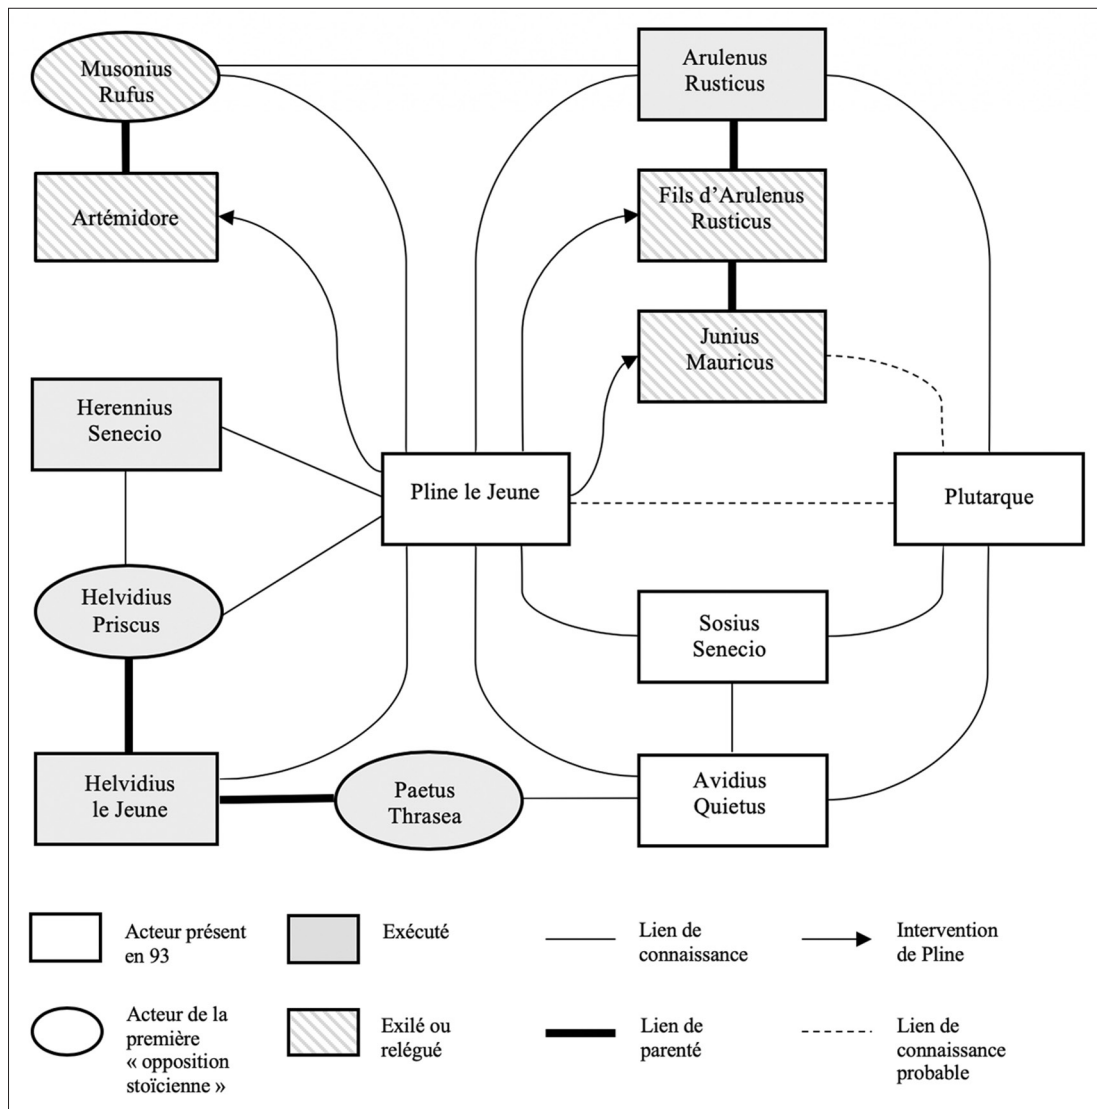 Musonius
Rufus
Arulenus
Rusticus
Artémidore
Fils d’Arulenus
Rusticus
Junius
Mauricus
Herennius
Senecio
Pline le Jeune
Plutarque
Helvidius
Priscus
Sosius
Senecio
Helvidius
le Jeune
Paetus
Thrasea
Avidius
Quietus
Acteur présent
en 93
Exécuté
Lien de
connaissance
Intervention
de Pline
Acteur de la
première
« opposition
stoïcienne »
Exilé ou
relégué
Lien de
parenté
Lien de
connaissance
probable